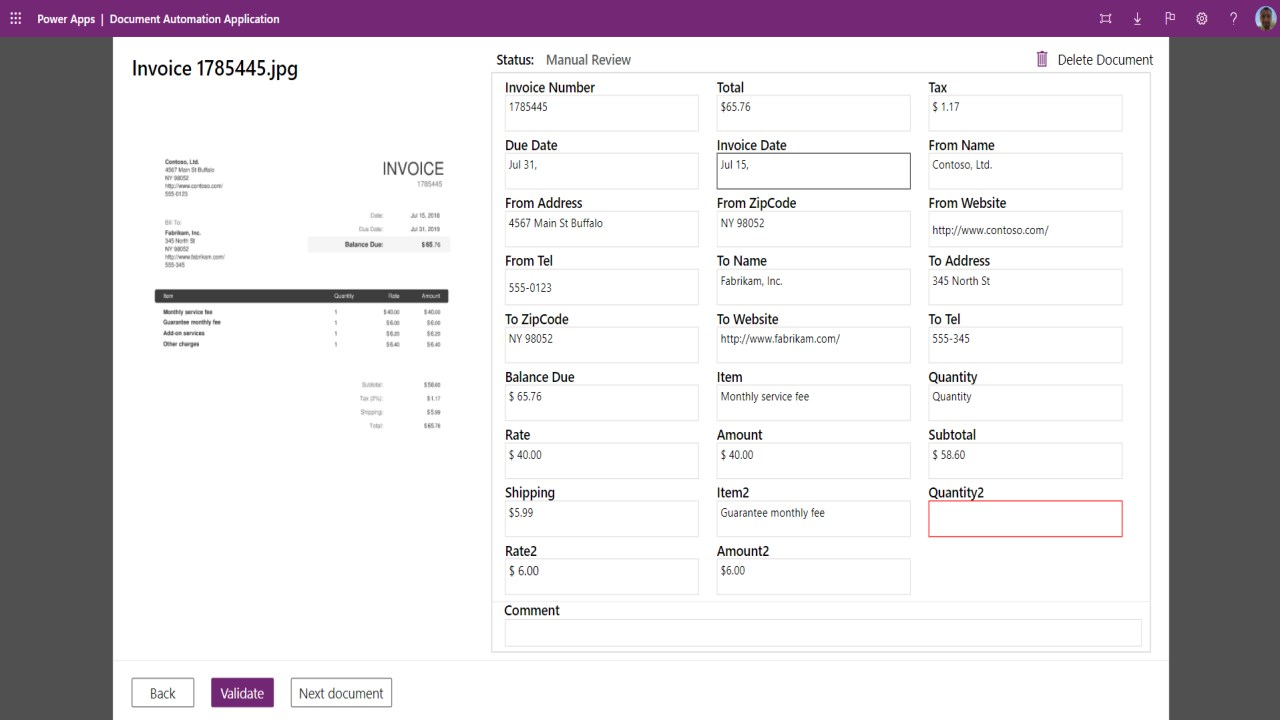 Power Apps | Document Automation Application
Invoice 1785445.jpg
Status: Manual Review
Delete Document
Contoso, Ltd.
4567 Main St Buffalo
NY 98052
http://www.contoso.com/
555-0123
INVOICE
1785445
Date: Jul 15, 2018
Due Date: Jul 31, 2019
Balance Due: $65.76
Bill To:
Fabrikam, Inc.
345 North St
NY 98052
http://www.fabrikam.com/
555-345
Item Quantity Rate Amount
Monthly service fee 1 $40.00 $40.00
Guarantee monthly fee 1 $6.00 $6.00
Add-on services 1 $6.20 $6.20
Other charges 1 $6.40 $6.40
Subtotal: $58.60
Tax (2%): $1.17
Shipping: $5.99
Total: $65.76
Invoice Number Total Tax
1785445 $65.76 $ 1.17
Due Date Invoice Date From Name
Jul 31, Jul 15, Contoso, Ltd.
From Address From ZipCode From Website
4567 Main St Buffalo NY 98052 http://www.contoso.com/
From Tel To Name To Address
555-0123 Fabrikam, Inc. 345 North St
To ZipCode To Website To Tel
NY 98052 http://www.fabrikam.com/ 555-345
Balance Due Item Quantity
$ 65.76 Monthly service fee Quantity
Rate Amount Subtotal
$ 40.00 $ 40.00 $ 58.60
Shipping Item2 Quantity2
$5.99 Guarantee monthly fee
Rate2 Amount2
$ 6.00 $6.00
Comment
Back Validate Next document